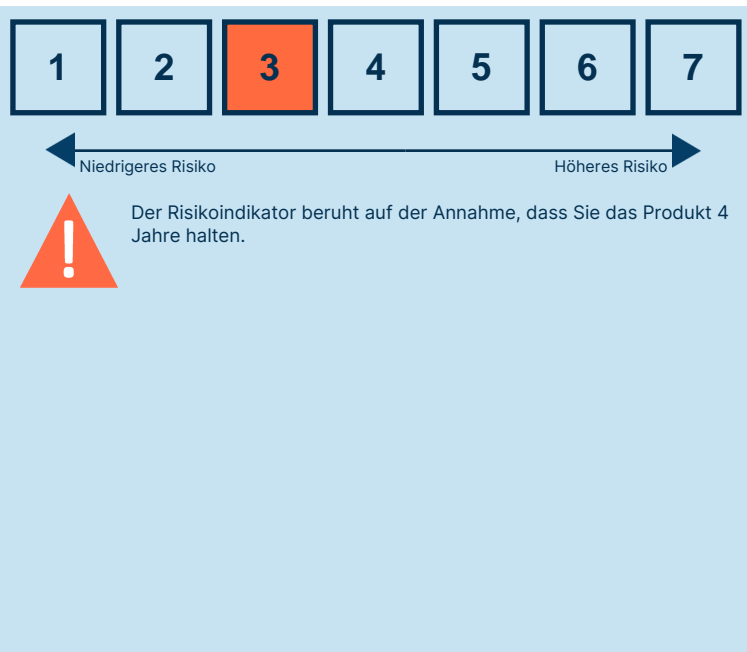 1 2 3 4 5 6 7
Niedrigeres Risiko Höheres Risiko
Der Risikoindikator beruht auf der Annahme, dass Sie das Produkt 4
Jahre halten.